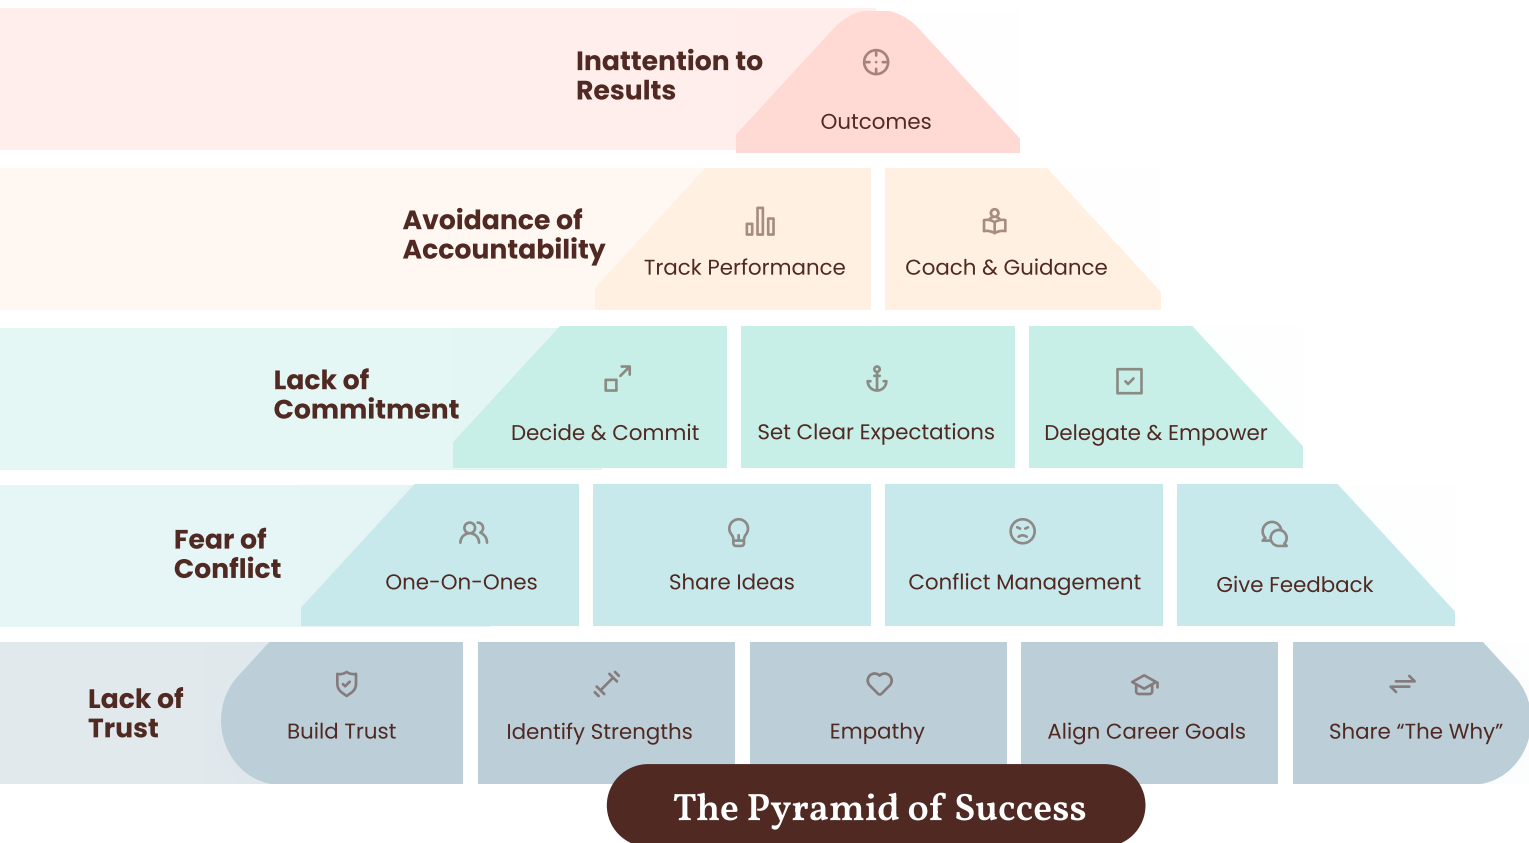 Inattention to
Results
Outcomes
Avoidance of
Accountability
Track Performance
Coach & Guidance
Lack of
Commitment
Decide & Commit
Set Clear Expectations
Delegate & Empower
Fear of
Conflict
One-On-Ones
Share Ideas
Conflict Management
Give Feedback
Lack of
Trust
Build Trust
Identify Strengths
Empathy
Align Career Goals
Share “The Why”
The Pyramid of Success